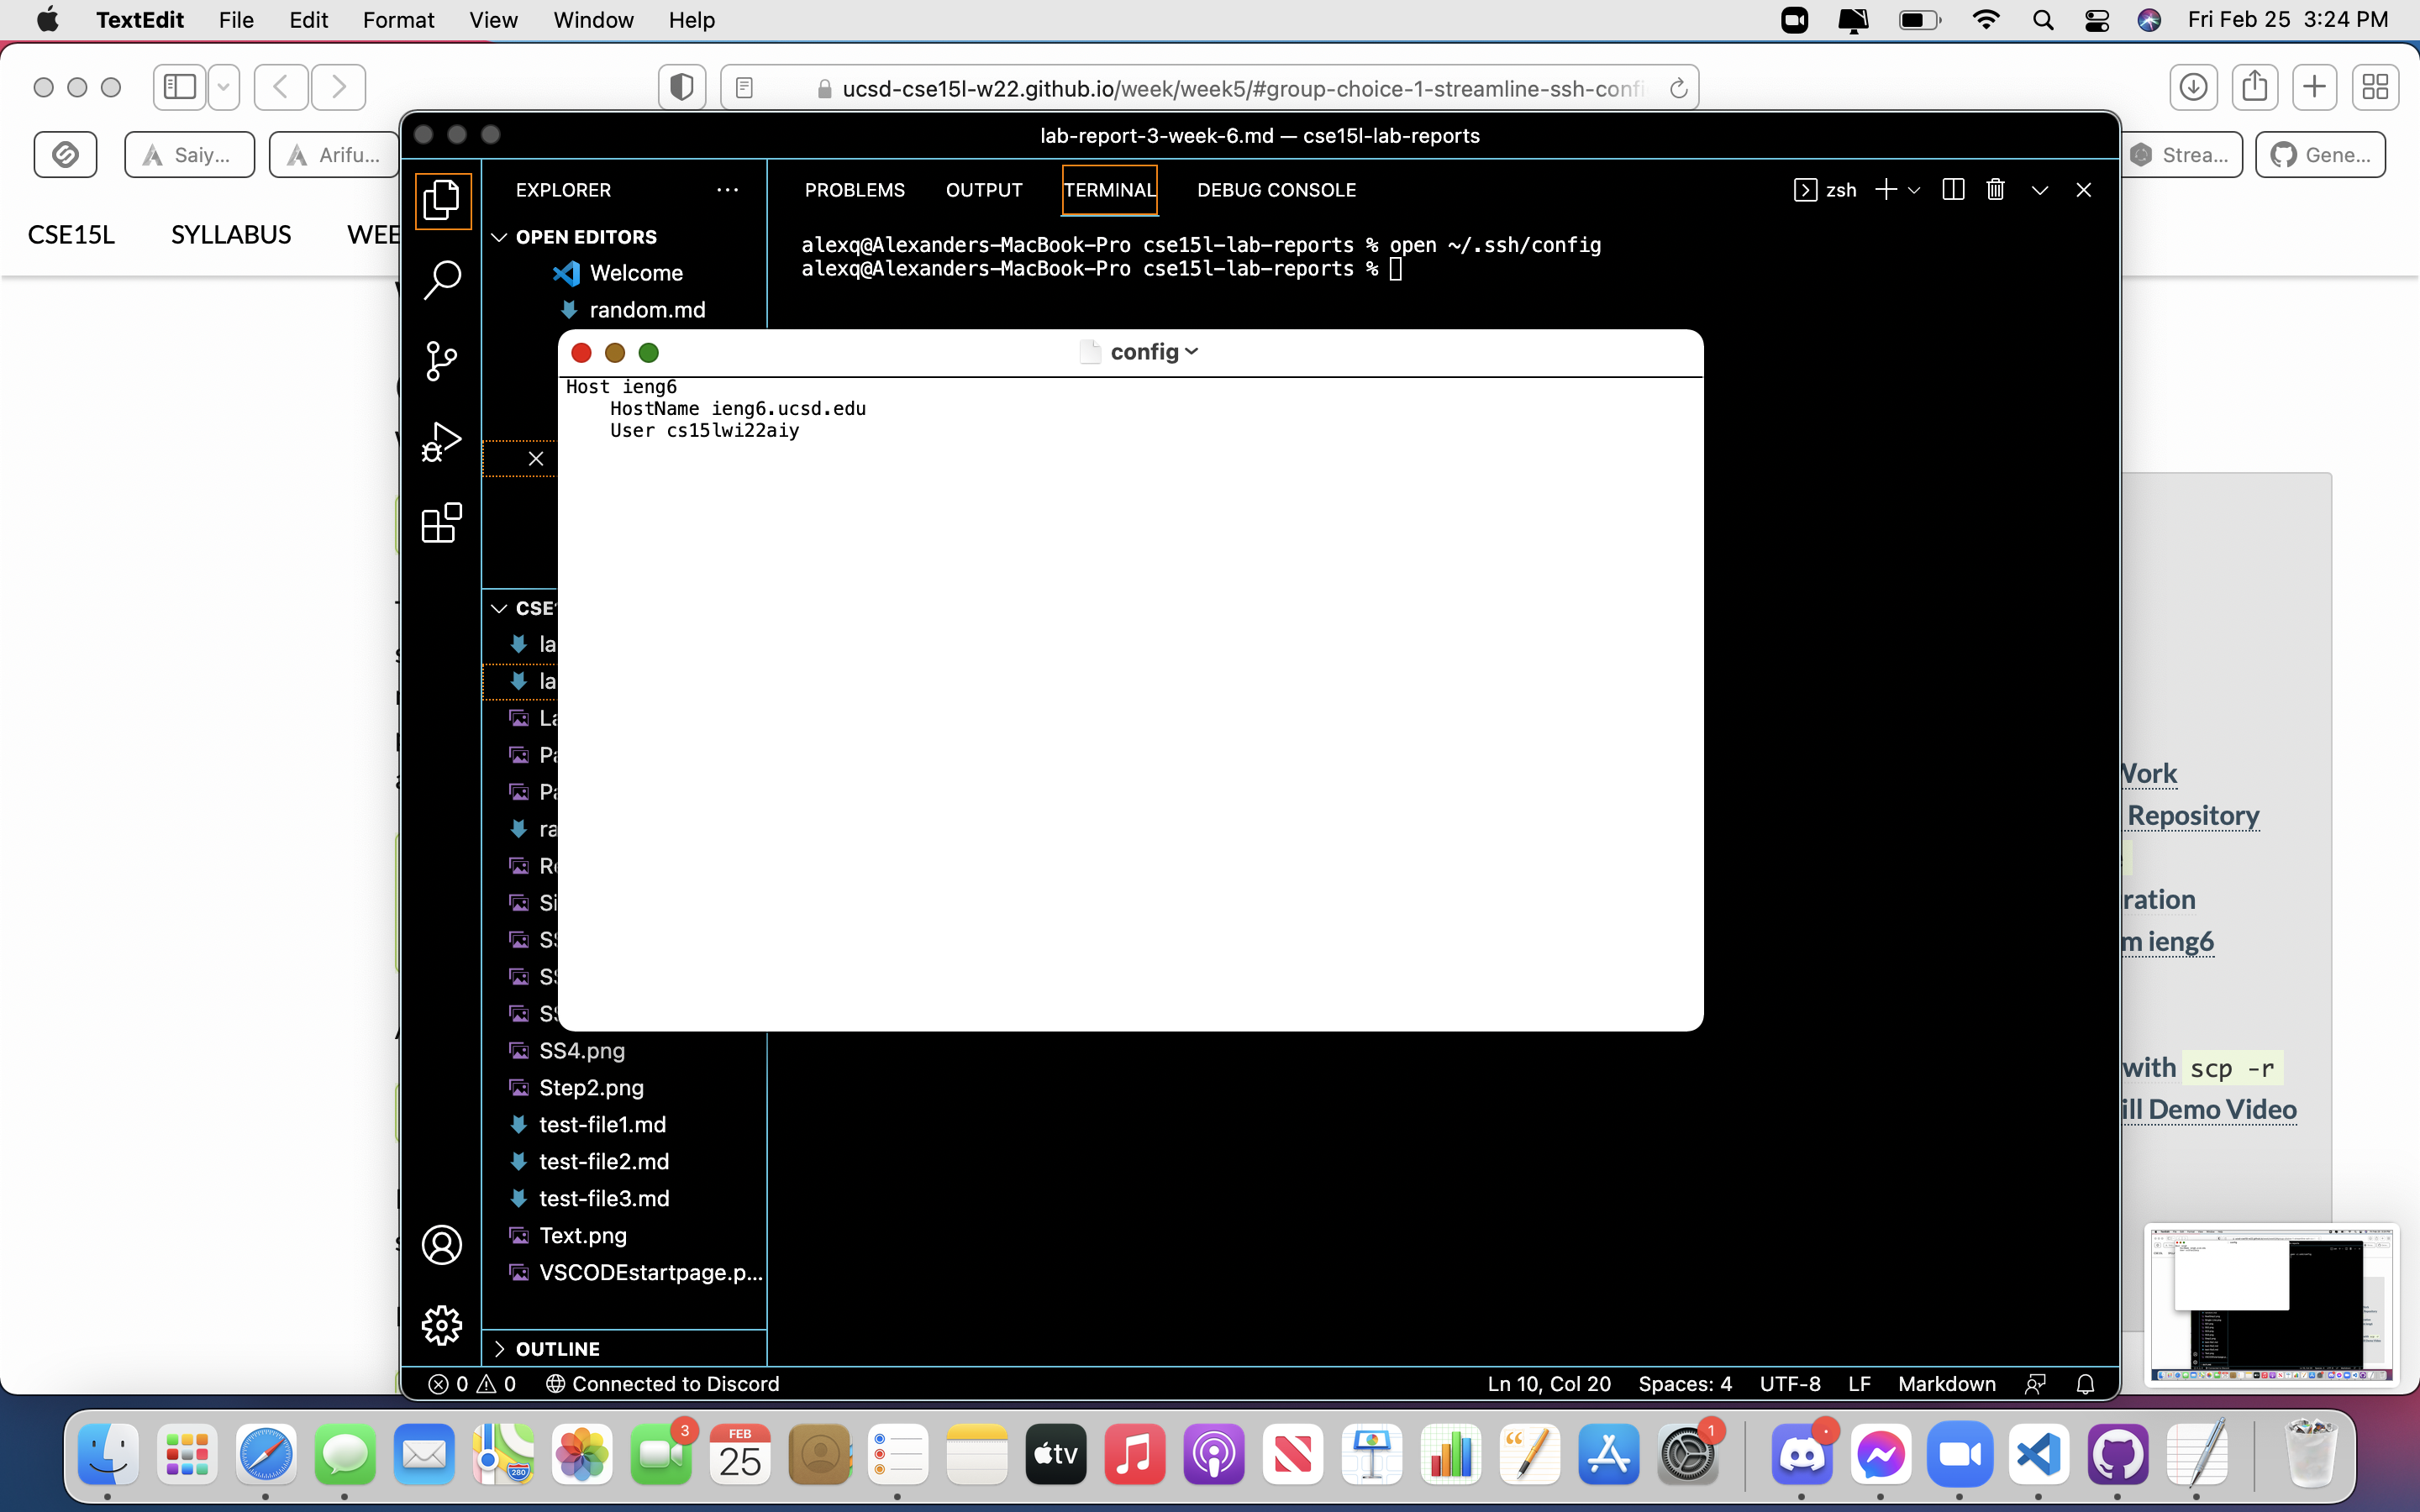 TextEdit File Edit Format View Window Help Fri Feb 25 3:24 PM
ucsd-cse15l-w22.github.io/week/week5/#group-choice-1-streamline-ssh-confi
Saiy... Arifu... Strea... Gene...
lab-report-3-week-6.md — cse15l-lab-reports
CSE15L SYLLABUS WEE
EXPLORER
PROBLEMS OUTPUT TERMINAL DEBUG CONSOLE zsh
OPEN EDITORS
Welcome
random.md
alexq@Alexanders-MacBook-Pro cse15l-lab-reports % open ~/.ssh/config
alexq@Alexanders-MacBook-Pro cse15l-lab-reports %
config
Host ieng6
HostName ieng6.ucsd.edu
User cs15lwi22aiy
CSE
la
la
La
Pa
Pa
ra
Re
Si
SS
SS
SS
SS4.png
Step2.png
test-file1.md
test-file2.md
test-file3.md
Text.png
VSCODEstartpage.p...
OUTLINE
Work
Repository
ration
m ieng6
with scp -r
ill Demo Video
0 0 Connected to Discord Ln 10, Col 20 Spaces: 4 UTF-8 LF Markdown
3
FEB
25
tv
1
280